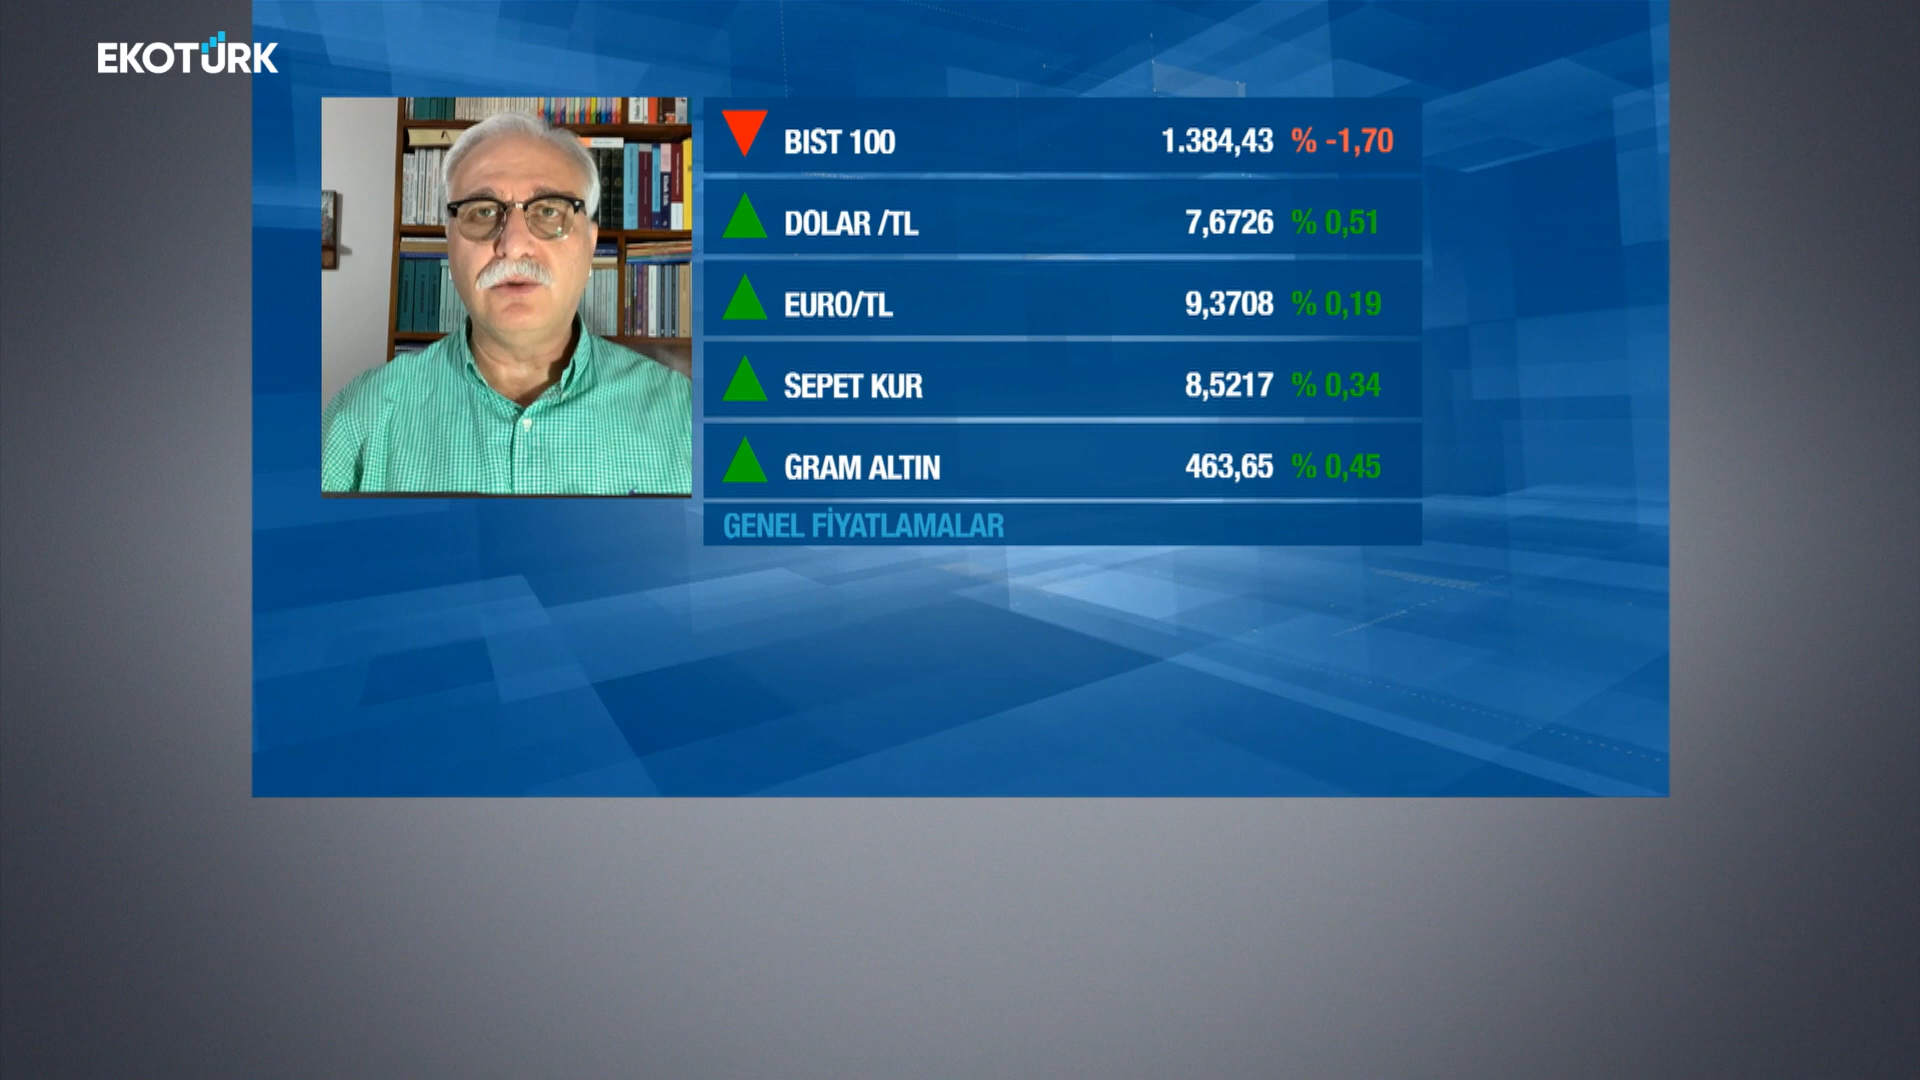 EKOTÜRK
BIST 100 1.384,43 % -1,70
DOLAR /TL 7,6726 % 0,51
EURO/TL 9,3708 % 0,19
SEPET KUR 8,5217 % 0,34
GRAM ALTIN 463,65 % 0,45
GENEL FİYATLAMALAR